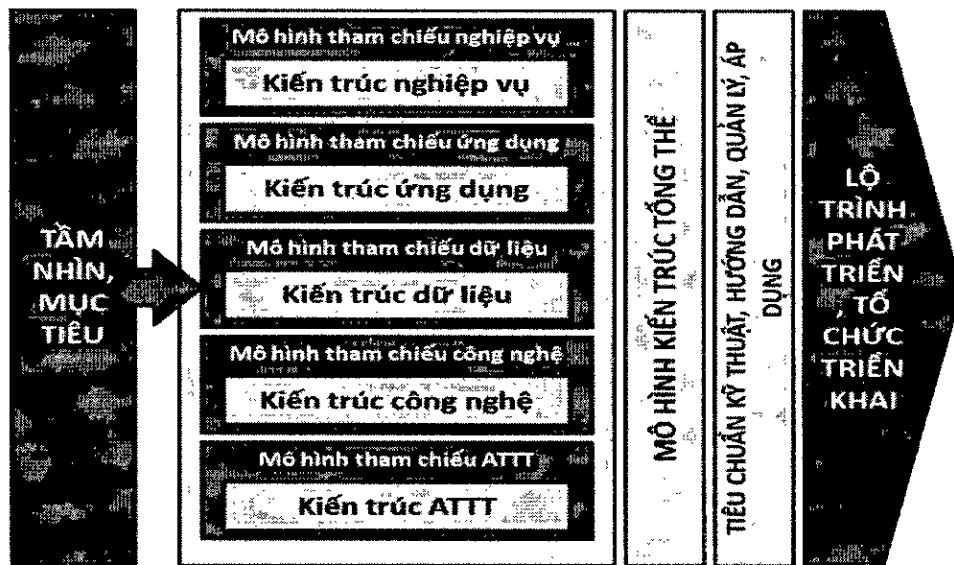 TẦM
NHÌN,
MỤC
TIÊU
Mô hình tham chiếu nghiệp vụ
Kiến trúc nghiệp vụ
Mô hình tham chiếu ứng dụng
Kiến trúc ứng dụng
Mô hình tham chiếu dữ liệu
Kiến trúc dữ liệu
Mô hình tham chiếu công nghệ
Kiến trúc công nghệ
Mô hình tham chiếu ATTT
Kiến trúc ATTT
MÔ HÌNH KIẾN TRÚC TỔNG THỂ
TIÊU CHUẨN KỸ THUẬT, HƯỚNG DẪN, QUẢN LÝ, ÁP
DỤNG
LỘ
TRÌNH
PHÁT
TRIỂN
, TỔ
CHỨC
TRIỂN
KHAI